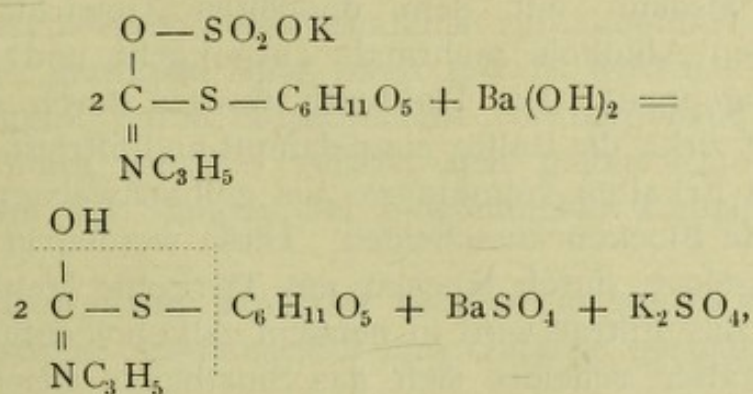 O — SO₂OK
|
2 C — S — C₆H₁₁O₅ + Ba(OH)₂ =
||
NC₃H₅
OH
|
2 C — S — C₆H₁₁O₅ + BaSO₄ + K₂SO₄,
||
NC₃H₅